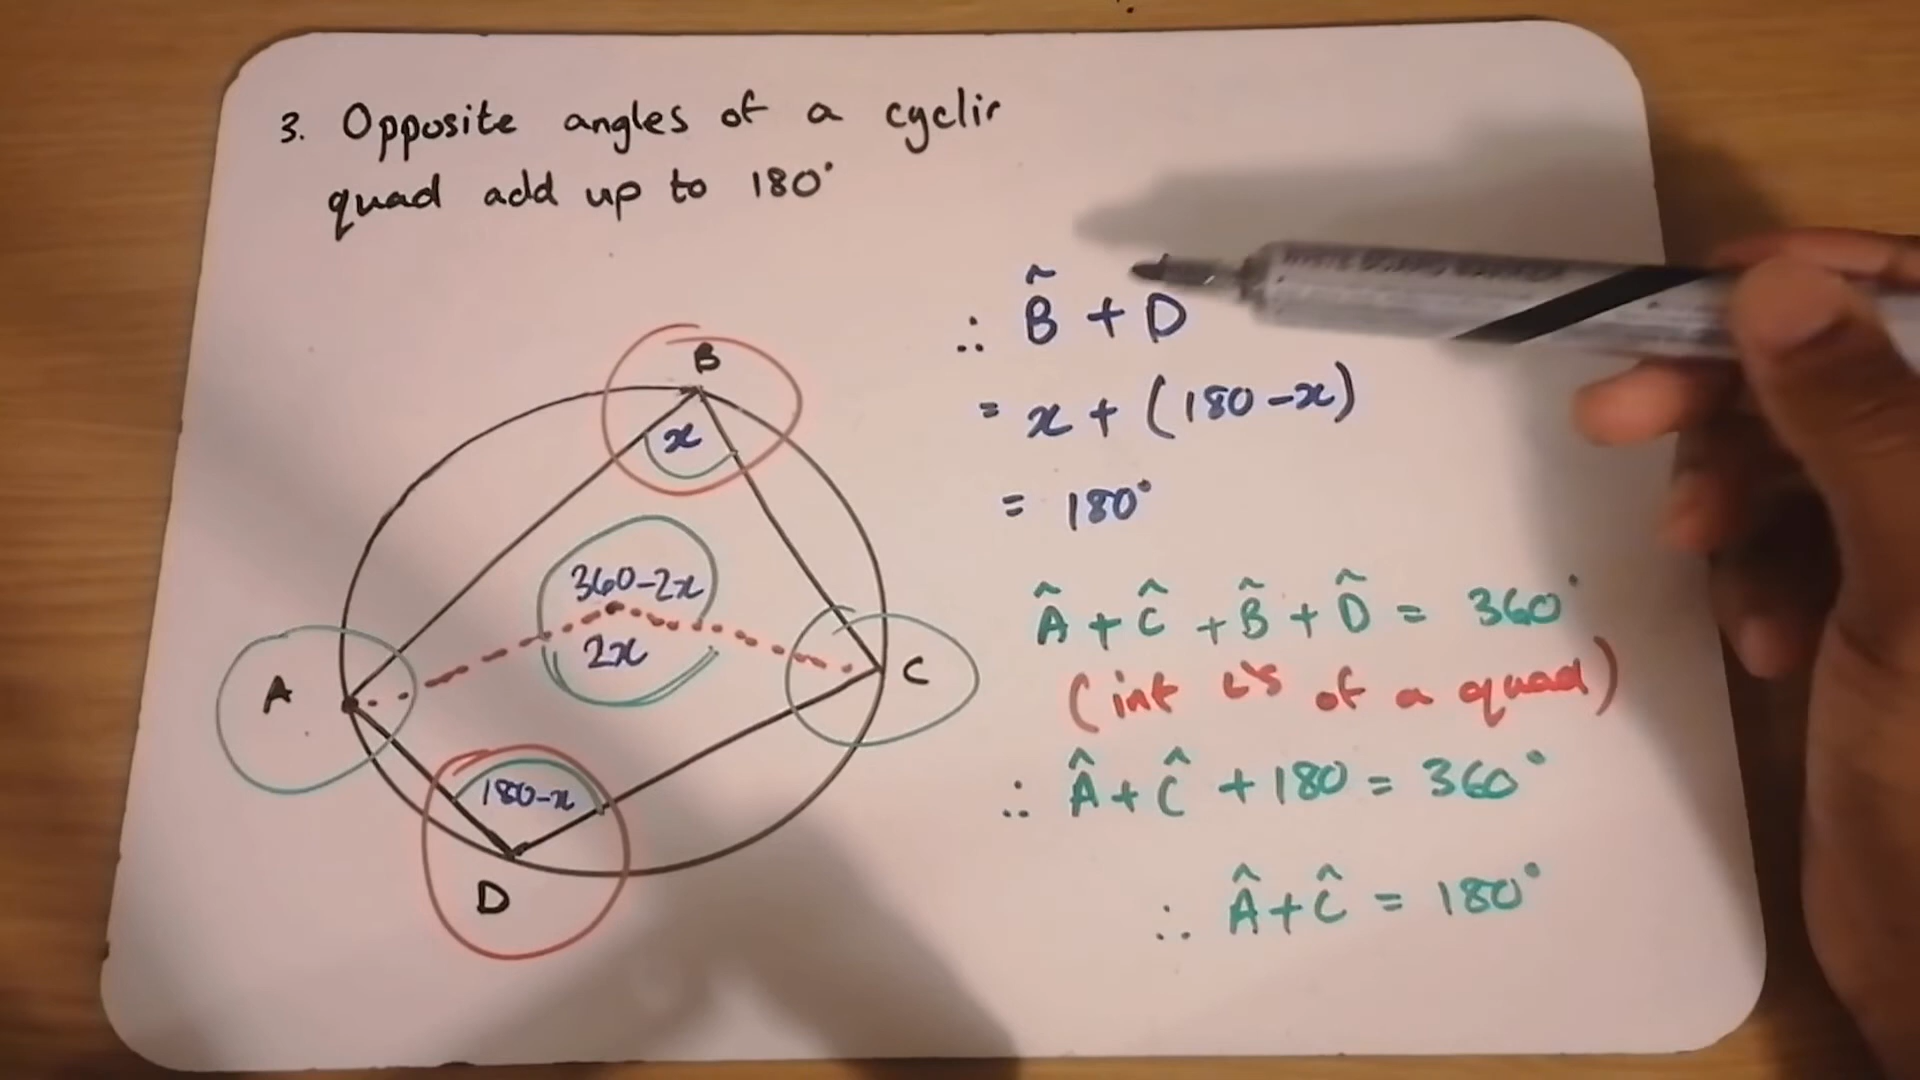 3. Opposite angles of a cyclic
quad add up to 180°
B
x
360-2x
2x
A
C
180-x
D
∴ B̂ + D
= x + (180-x)
= 180°
Â + Ĉ + B̂ + D̂ = 360°
(int ∠'s of a quad)
∴ Â + Ĉ + 180 = 360°
∴ Â + Ĉ = 180°